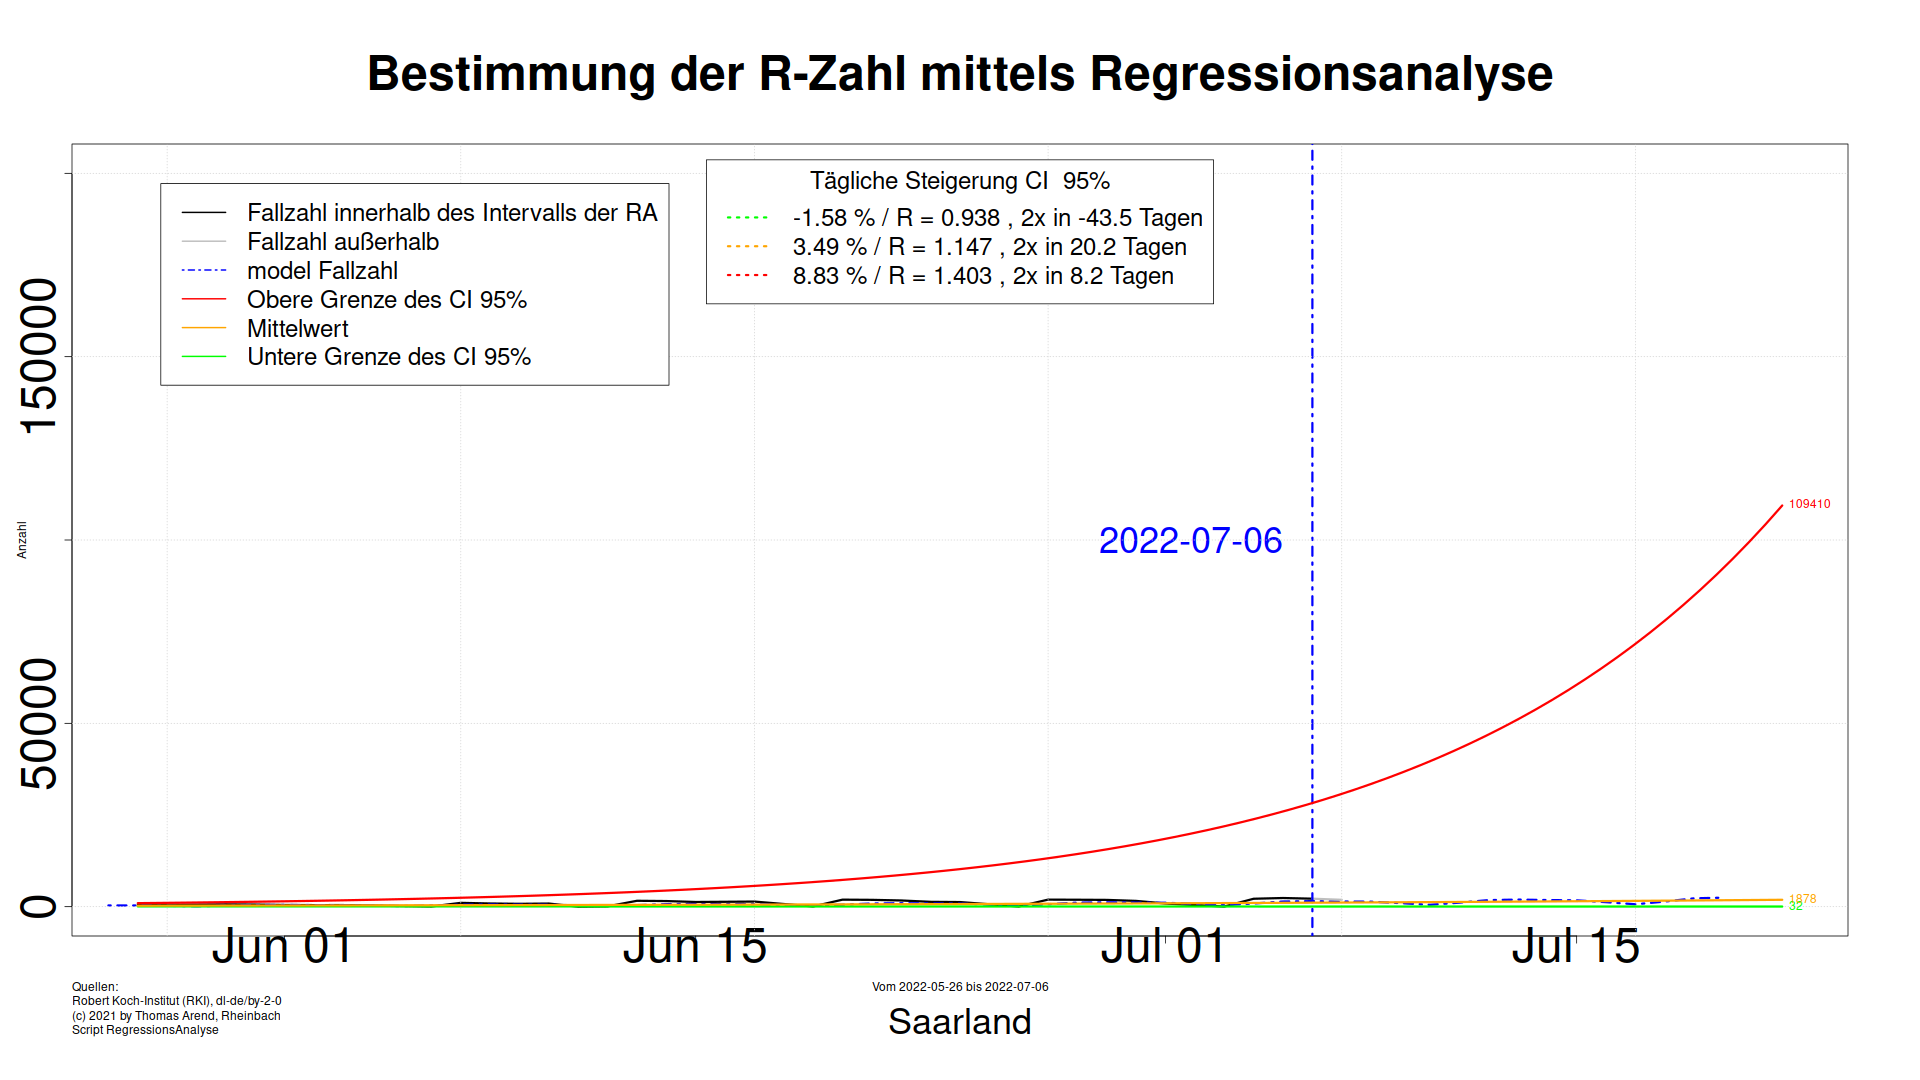 Bestimmung der R-Zahl mittels Regressionsanalyse
Fallzahl innerhalb des Intervalls der RA
Fallzahl außerhalb
model Fallzahl
Obere Grenze des CI 95%
Mittelwert
Untere Grenze des CI 95%
Tägliche Steigerung CI  95%
-1.58 % / R = 0.938 , 2x in -43.5 Tagen
3.49 % / R = 1.147 , 2x in 20.2 Tagen
8.83 % / R = 1.403 , 2x in 8.2 Tagen
150000
50000
0
Anzahl
2022-07-06
109410
1878
32
Jun 01
Jun 15
Jul 01
Jul 15
Quellen:
Robert Koch-Institut (RKI), dl-de/by-2-0
(c) 2021 by Thomas Arend, Rheinbach
Script RegressionsAnalyse
Vom 2022-05-26 bis 2022-07-06
Saarland